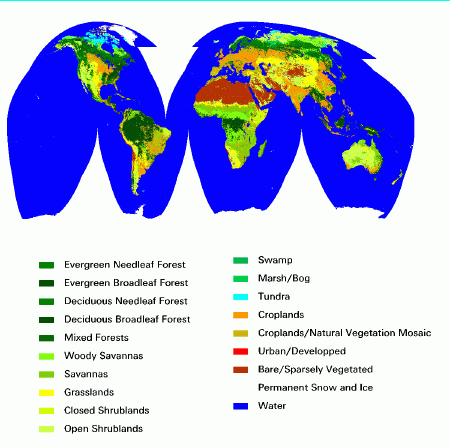 Evergreen Needleaf Forest
Evergreen Broadleaf Forest
Deciduous Needleaf Forest
Deciduous Broadleaf Forest
Mixed Forests
Woody Savannas
Savannas
Grasslands
Closed Shrublands
Open Shrublands
Swamp
Marsh/Bog
Tundra
Croplands
Croplands/Natural Vegetation Mosaic
Urban/Developped
Bare/Sparsely Vegetated
Permanent Snow and Ice
Water